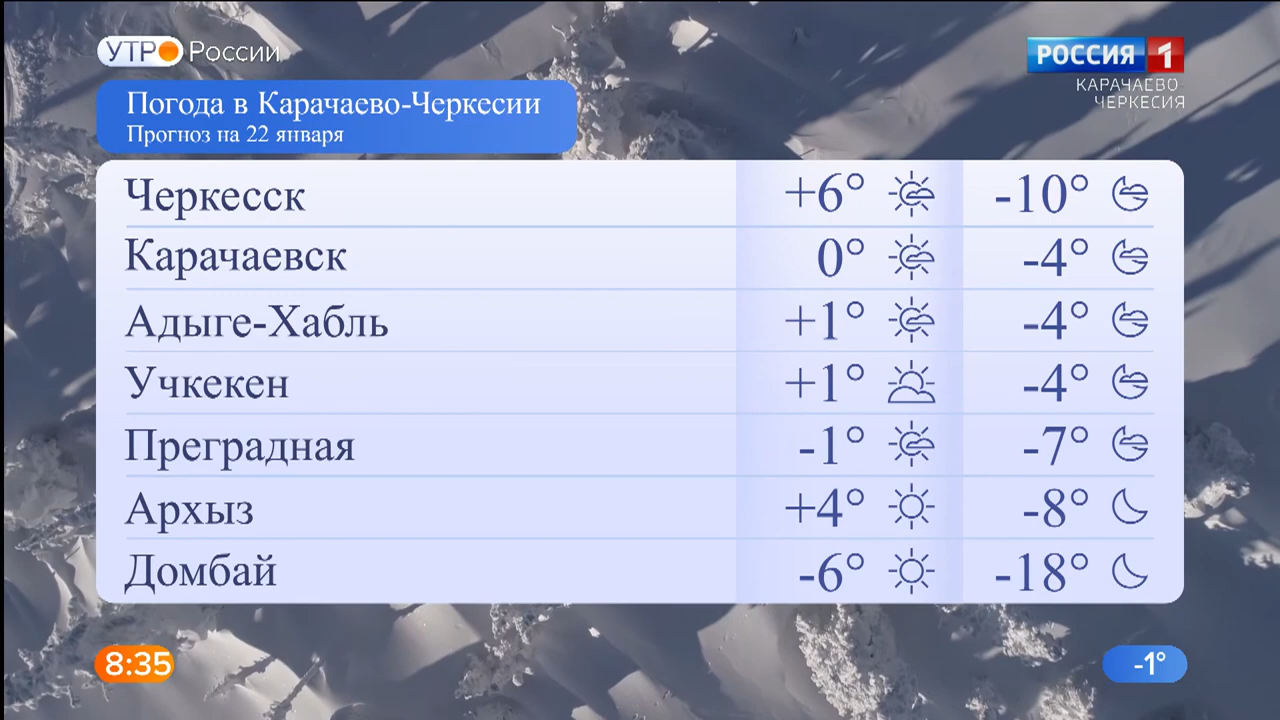 УТРО России
РОССИЯ 1
КАРАЧАЕВО-
ЧЕРКЕСИЯ
Погода в Карачаево-Черкесии
Прогноз на 22 января
Черкесск +6° -10°
Карачаевск 0° -4°
Адыге-Хабль +1° -4°
Учкекен +1° -4°
Преградная -1° -7°
Архыз +4° -8°
Домбай -6° -18°
8:35 -1°